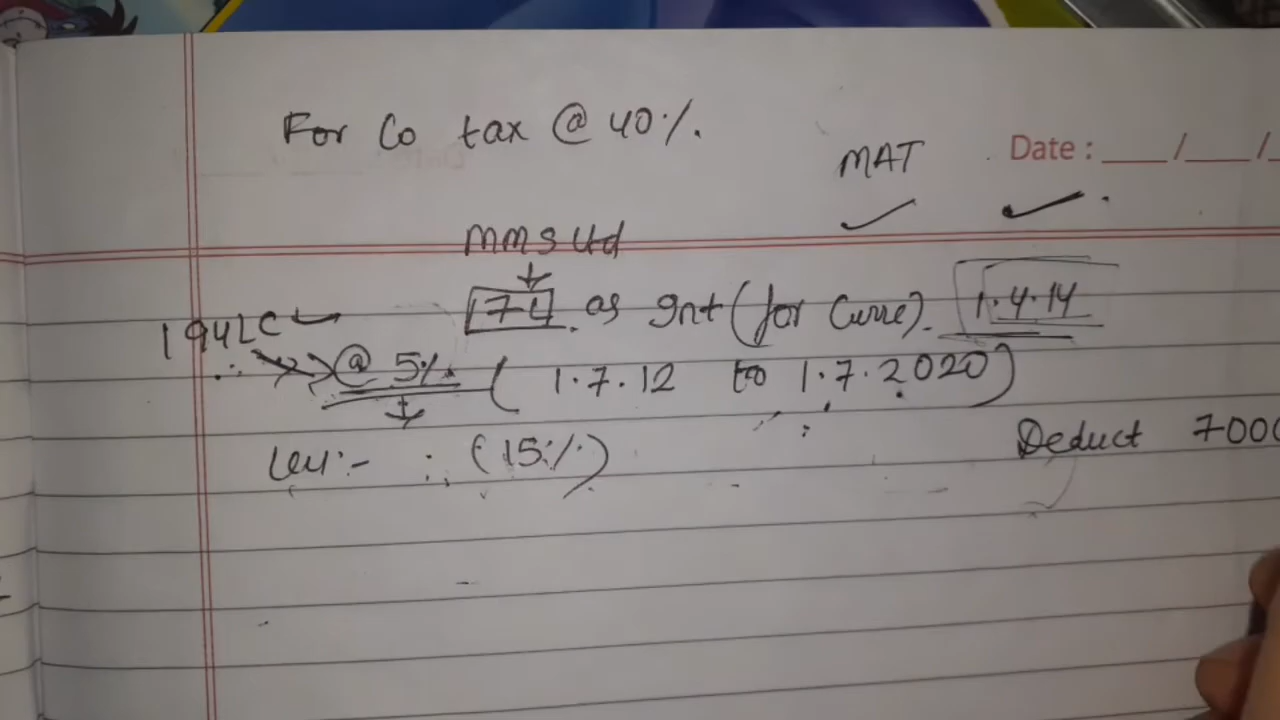 For Co tax @ 40%.
MAT
Date : ___/___/
MMS Ltd
174 as Int (for Curre). 1.4.14
194LC
@ 5% ( 1.7.12 to 1.7.2020)
: (15%)
Deduct 7000